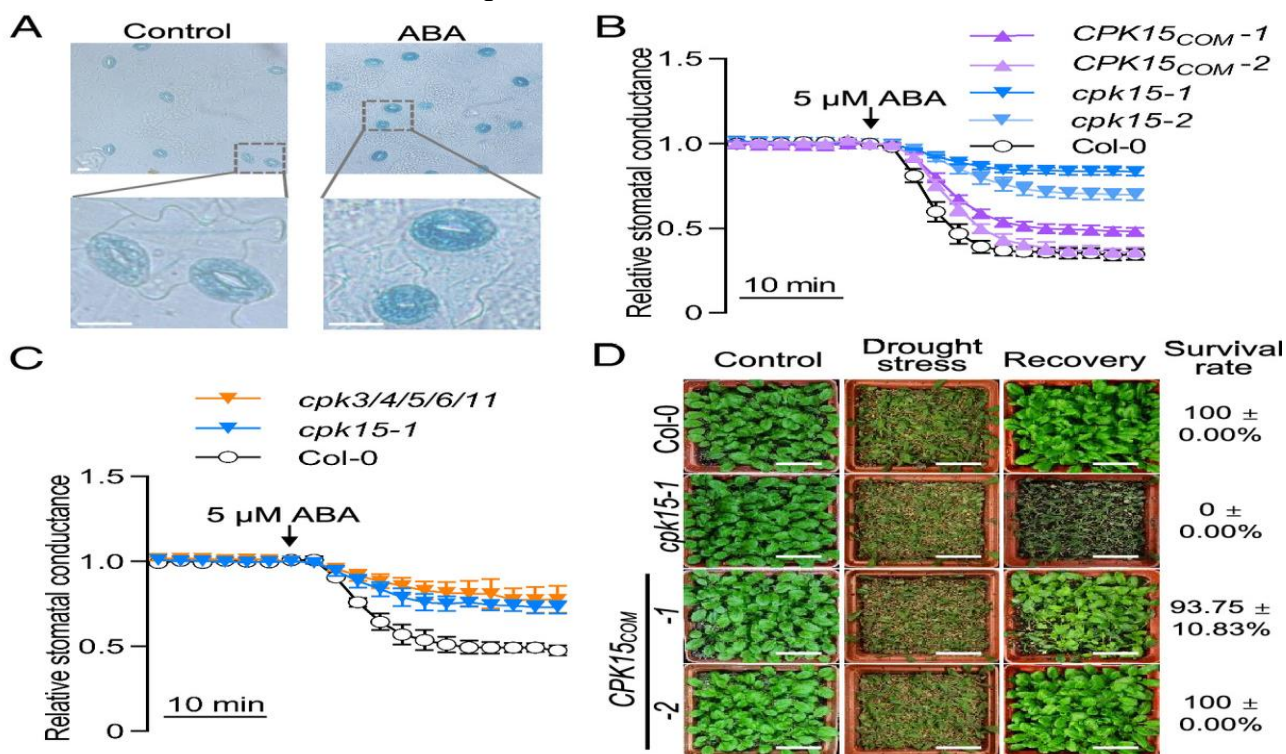 A
Control
ABA
B
CPK15COM-1
CPK15COM-2
cpk15-1
cpk15-2
Col-0
5 µM ABA
Relative stomatal conductance
1.5
1.0
0.5
0
10 min
C
cpk3/4/5/6/11
cpk15-1
Col-0
5 µM ABA
Relative stomatal conductance
1.5
1.0
0.5
0
10 min
D
Control
Drought
stress
Recovery
Survival
rate
Col-0
100 ±
0.00%
cpk15-1
0 ±
0.00%
CPK15COM
-1
93.75 ±
10.83%
-2
100 ±
0.00%